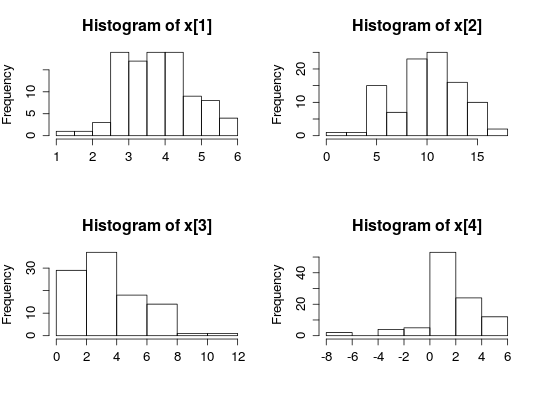 Histogram of x[1]
Frequency
0 5 10
1 2 3 4 5 6
Histogram of x[2]
Frequency
0 10 20
0 5 10 15
Histogram of x[3]
Frequency
0 10 30
0 2 4 6 8 10 12
Histogram of x[4]
Frequency
0 20 40
-8 -6 -4 -2 0 2 4 6